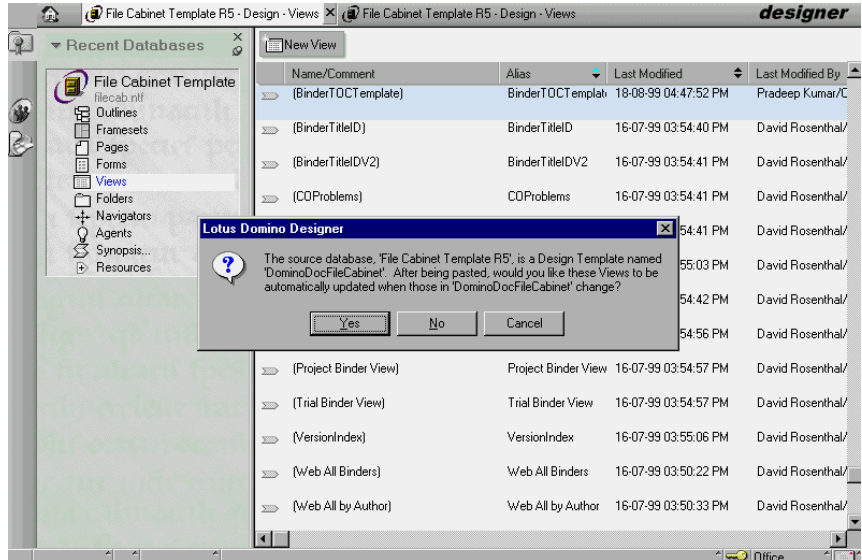 File Cabinet Template R5 - Design - Views
File Cabinet Template R5 - Design - Views
designer
Recent Databases
New View
File Cabinet Template
filecab.ntf
Outlines
Framesets
Pages
Forms
Views
Folders
Navigators
Agents
Synopsis...
Resources
Name/Comment Alias Last Modified Last Modified By
(BinderTOCTemplate) BinderTOCTemplat 18-08-99 04:47:52 PM Pradeep Kumar/C
(BinderTitleID) BinderTitleID 16-07-99 03:54:40 PM David Rosenthal/
(BinderTitleIDV2) BinderTitleIDV2 16-07-99 03:54:41 PM David Rosenthal/
(COProblems) COProblems 16-07-99 03:54:41 PM David Rosenthal/
54:41 PM David Rosenthal/
55:03 PM David Rosenthal/
54:42 PM David Rosenthal/
54:56 PM David Rosenthal/
Lotus Domino Designer
The source database, 'File Cabinet Template R5', is a Design Template named
'DominoDocFileCabinet'. After being pasted, would you like these Views to be
automatically updated when those in 'DominoDocFileCabinet' change?
Yes No Cancel
(Project Binder View) Project Binder View 16-07-99 03:54:57 PM David Rosenthal/
(Trial Binder View) Trial Binder View 16-07-99 03:54:57 PM David Rosenthal/
(VersionIndex) VersionIndex 16-07-99 03:55:06 PM David Rosenthal/
(Web All Binders) Web All Binders 16-07-99 03:50:22 PM David Rosenthal/
(Web All by Author) Web All by Author 16-07-99 03:50:33 PM David Rosenthal/
Office